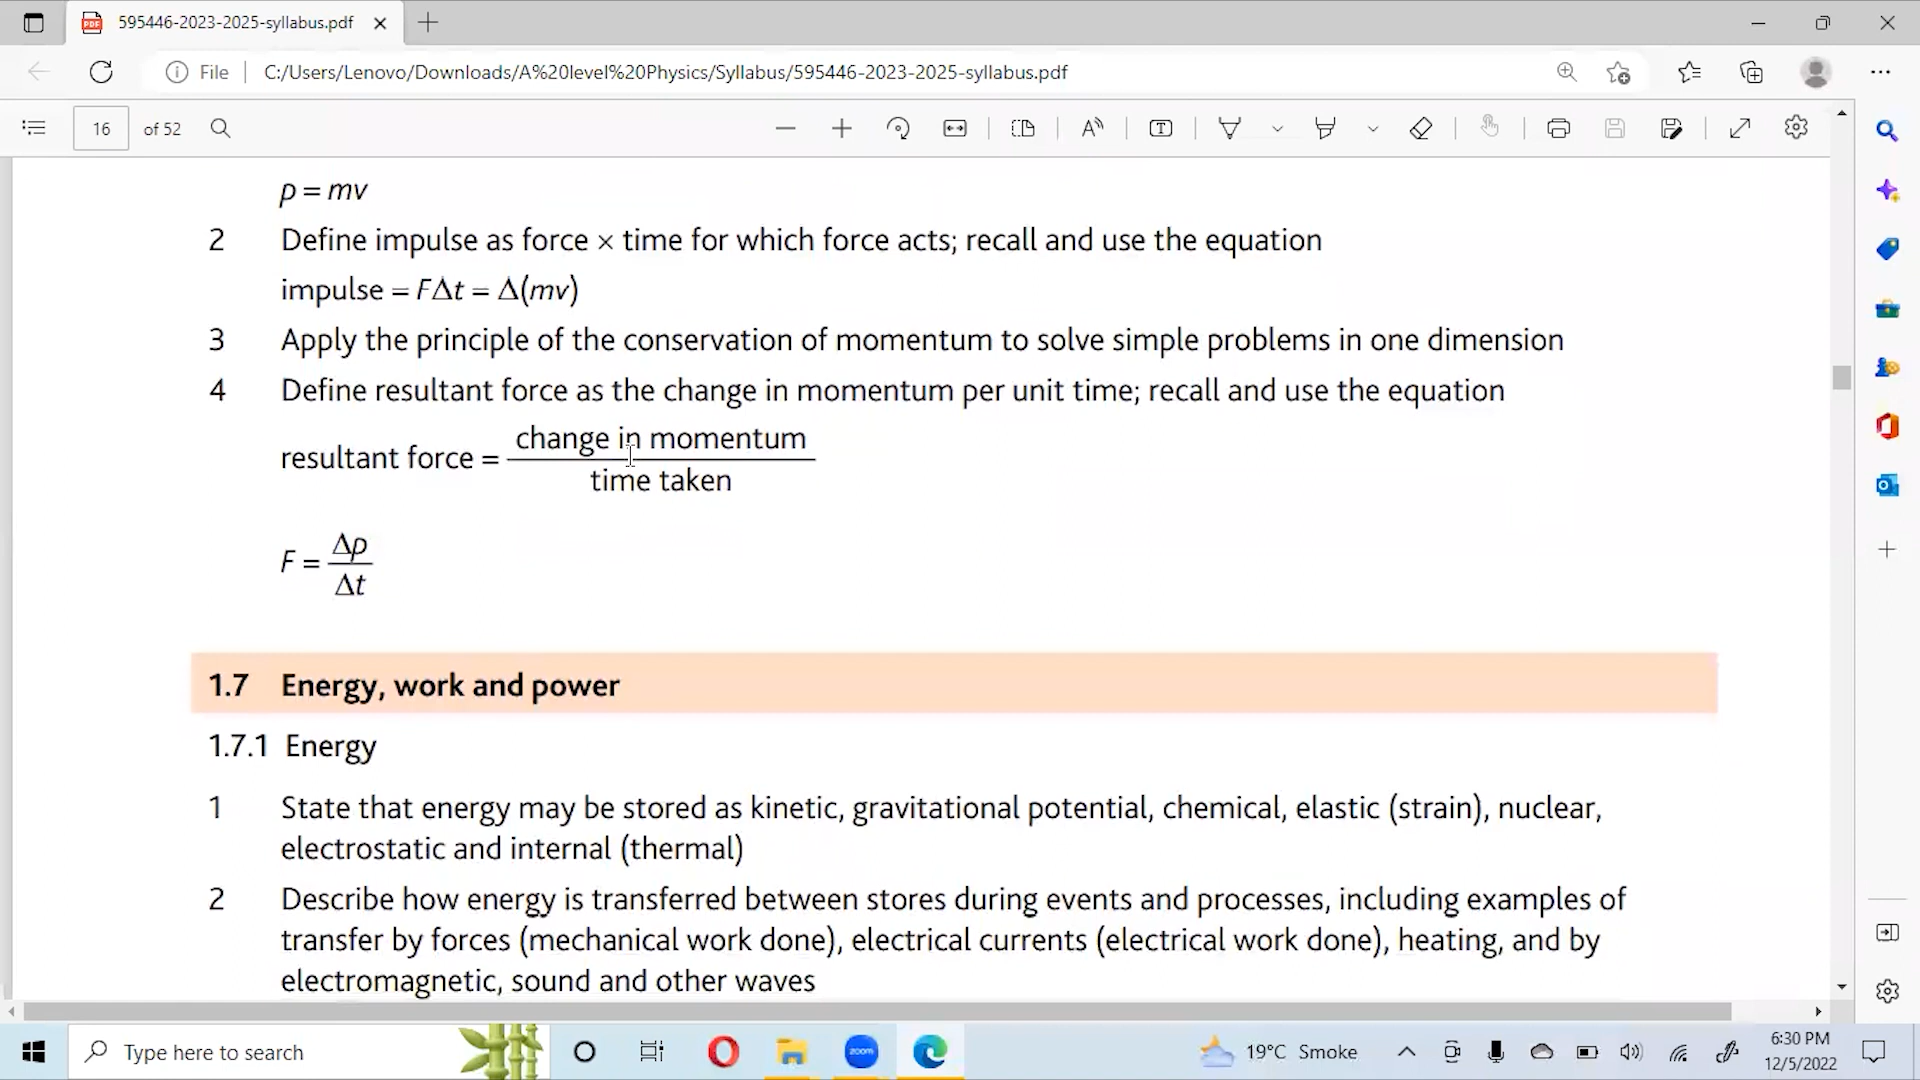 595446-2023-2025-syllabus.pdf
File
C:/Users/Lenovo/Downloads/A%20level%20Physics/Syllabus/595446-2023-2025-syllabus.pdf
16 of 52
p = mv
2 Define impulse as force × time for which force acts; recall and use the equation
impulse = FΔt = Δ(mv)
3 Apply the principle of the conservation of momentum to solve simple problems in one dimension
4 Define resultant force as the change in momentum per unit time; recall and use the equation
resultant force = change in momentum
time taken
F = Δp
Δt
1.7 Energy, work and power
1.7.1 Energy
1 State that energy may be stored as kinetic, gravitational potential, chemical, elastic (strain), nuclear,
electrostatic and internal (thermal)
2 Describe how energy is transferred between stores during events and processes, including examples of
transfer by forces (mechanical work done), electrical currents (electrical work done), heating, and by
electromagnetic, sound and other waves
Type here to search
zoom
19°C Smoke
6:30 PM
12/5/2022